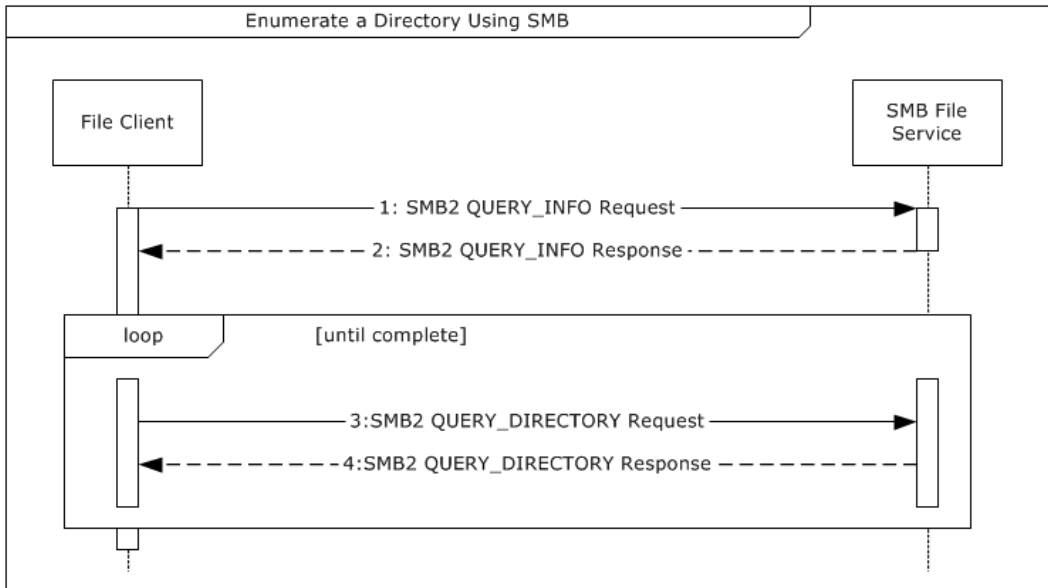 Enumerate a Directory Using SMB
File Client
SMB File
Service
1: SMB2 QUERY_INFO Request
2: SMB2 QUERY_INFO Response
loop
[until complete]
3:SMB2 QUERY_DIRECTORY Request
4:SMB2 QUERY_DIRECTORY Response